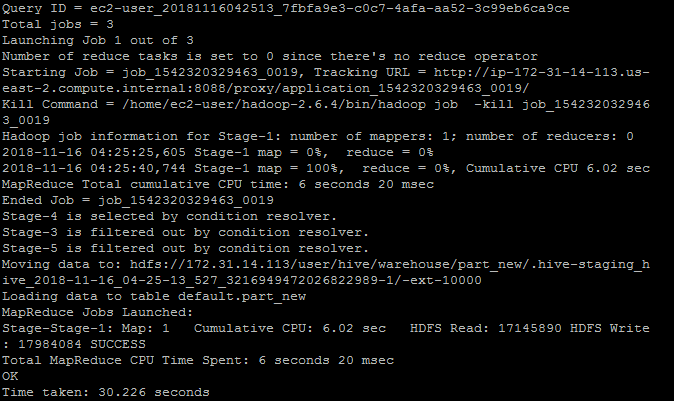 Query ID = ec2-user_20181116042513_7fbfa9e3-c0c7-4afa-aa52-3c99eb6ca9ce
Total jobs = 3
Launching Job 1 out of 3
Number of reduce tasks is set to 0 since there's no reduce operator
Starting Job = job_1542320329463_0019, Tracking URL = http://ip-172-31-14-113.us-
east-2.compute.internal:8088/proxy/application_1542320329463_0019/
Kill Command = /home/ec2-user/hadoop-2.6.4/bin/hadoop job  -kill job_154232032946
3_0019
Hadoop job information for Stage-1: number of mappers: 1; number of reducers: 0
2018-11-16 04:25:25,605 Stage-1 map = 0%,  reduce = 0%
2018-11-16 04:25:40,744 Stage-1 map = 100%,  reduce = 0%, Cumulative CPU 6.02 sec
MapReduce Total cumulative CPU time: 6 seconds 20 msec
Ended Job = job_1542320329463_0019
Stage-4 is selected by condition resolver.
Stage-3 is filtered out by condition resolver.
Stage-5 is filtered out by condition resolver.
Moving data to: hdfs://172.31.14.113/user/hive/warehouse/part_new/.hive-staging_h
ive_2018-11-16_04-25-13_527_3216949472026822989-1/-ext-10000
Loading data to table default.part_new
MapReduce Jobs Launched:
Stage-Stage-1: Map: 1   Cumulative CPU: 6.02 sec   HDFS Read: 17145890 HDFS Write
: 17984084 SUCCESS
Total MapReduce CPU Time Spent: 6 seconds 20 msec
OK
Time taken: 30.226 seconds